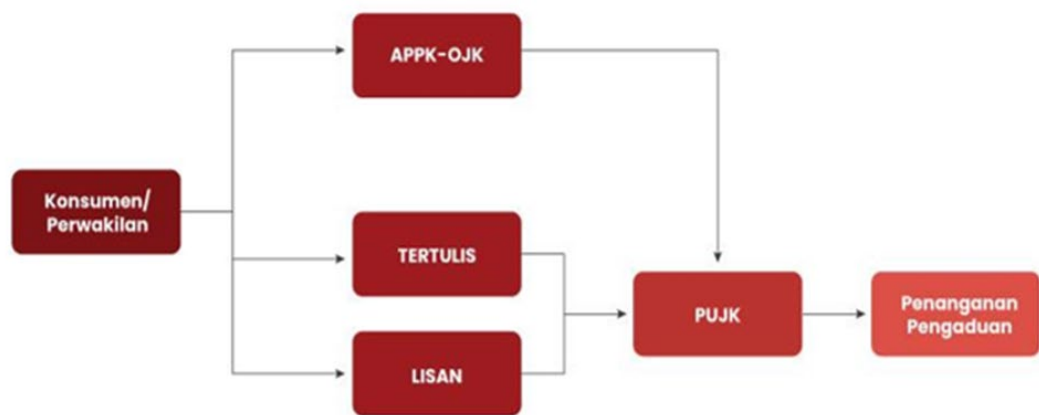 APPK-OJK
Konsumen/
Perwakilan
TERTULIS
LISAN
PUJK
Penanganan
Pengaduan